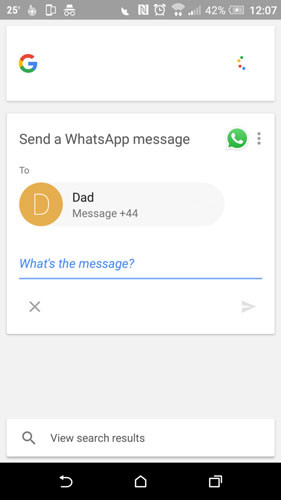 25°
42%
12:07
G
Send a WhatsApp message
To
D
Dad
Message +44
What's the message?
View search results